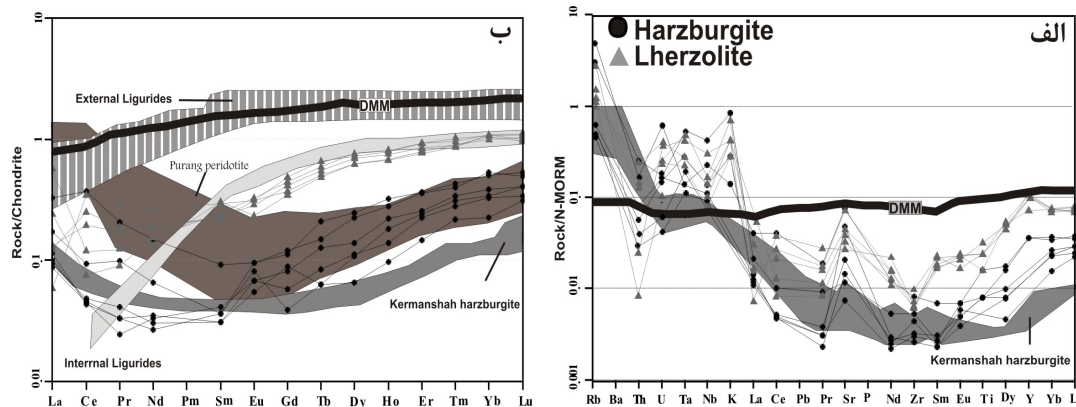 ب
10
1
0.1
0.01
Rock/Chondrite
External Ligurides
DMM
Purang peridotite
Kermanshah harzburgite
Interrnal Ligurides
La Ce Pr Nd Pm Sm Eu Gd Tb Dy Ho Er Tm Yb Lu
الف
Harzburgite
Lherzolite
10
1
0.1
0.01
0.001
Rock/N-MORM
DMM
Kermanshah harzburgite
Rb Ba Th U Ta Nb K La Ce Pb Pr Sr P Nd Zr Sm Eu Ti Dy Y Yb L